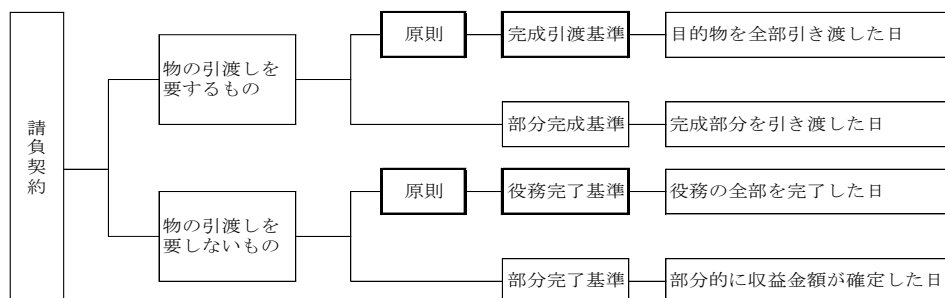 請負契約
物の引渡しを
要するもの
原則
完成引渡基準
目的物を全部引き渡した日
部分完成基準
完成部分を引き渡した日
物の引渡しを
要しないもの
原則
役務完了基準
役務の全部を完了した日
部分完了基準
部分的に収益金額が確定した日